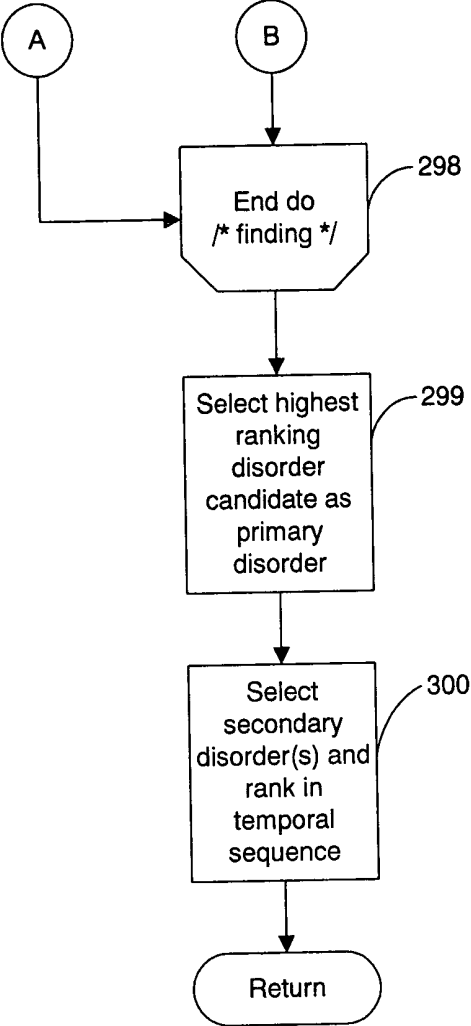 A
B
298
End do
/* finding */
299
Select highest
ranking
disorder
candidate as
primary
disorder
300
Select
secondary
disorder(s) and
rank in
temporal
sequence
Return